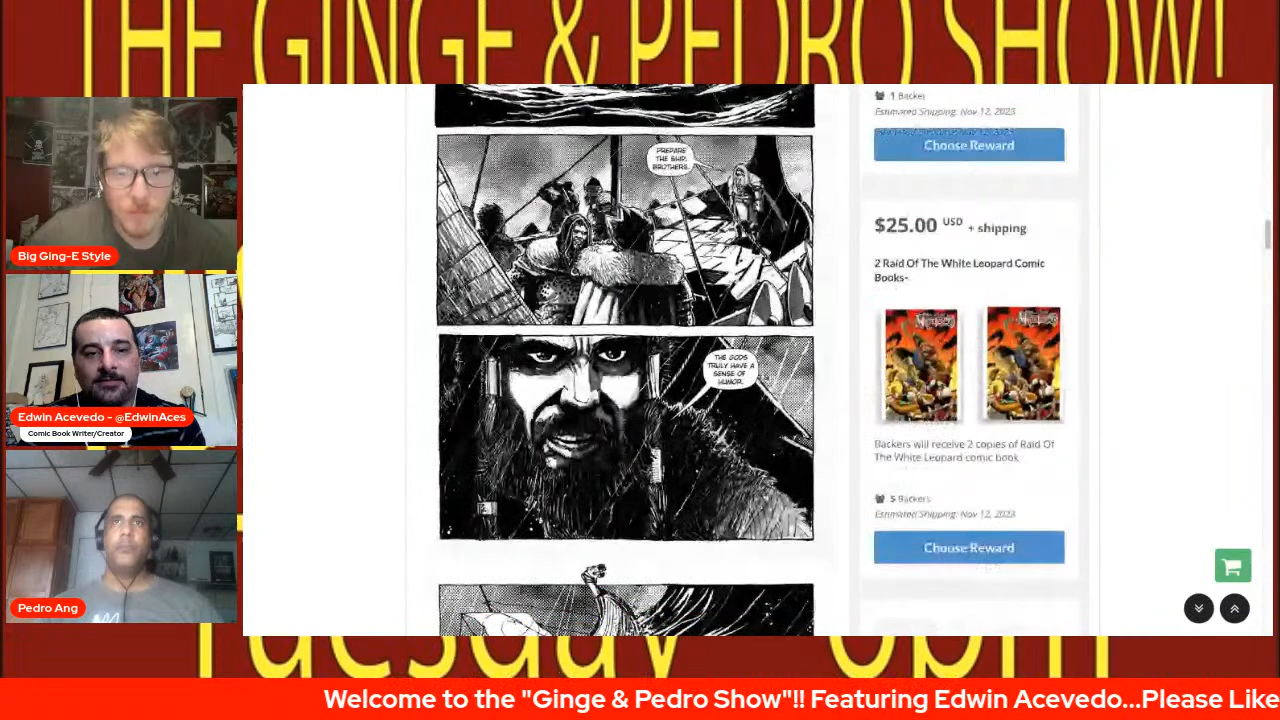 THE GINGE & PEDRO SHOW!
Big Ging-E Style
Edwin Acevedo - @EdwinAces
Comic Book Writer/Creator
Pedro Ang
PREPARE
THE SHIP,
BROTHERS.
THE GODS
TRULY HAVE A
SENSE OF
HUMOR.
1 Backer
Estimated Shipping: Nov 12, 2023
Choose Reward
$25.00 USD + shipping
2 Raid Of The White Leopard Comic
Books-
Backers will receive 2 copies of Raid Of
The White Leopard comic book
5 Backers
Estimated Shipping: Nov 12, 2023
Choose Reward
Tuesday
Welcome to the "Ginge & Pedro Show"!! Featuring Edwin Acevedo...Please Like